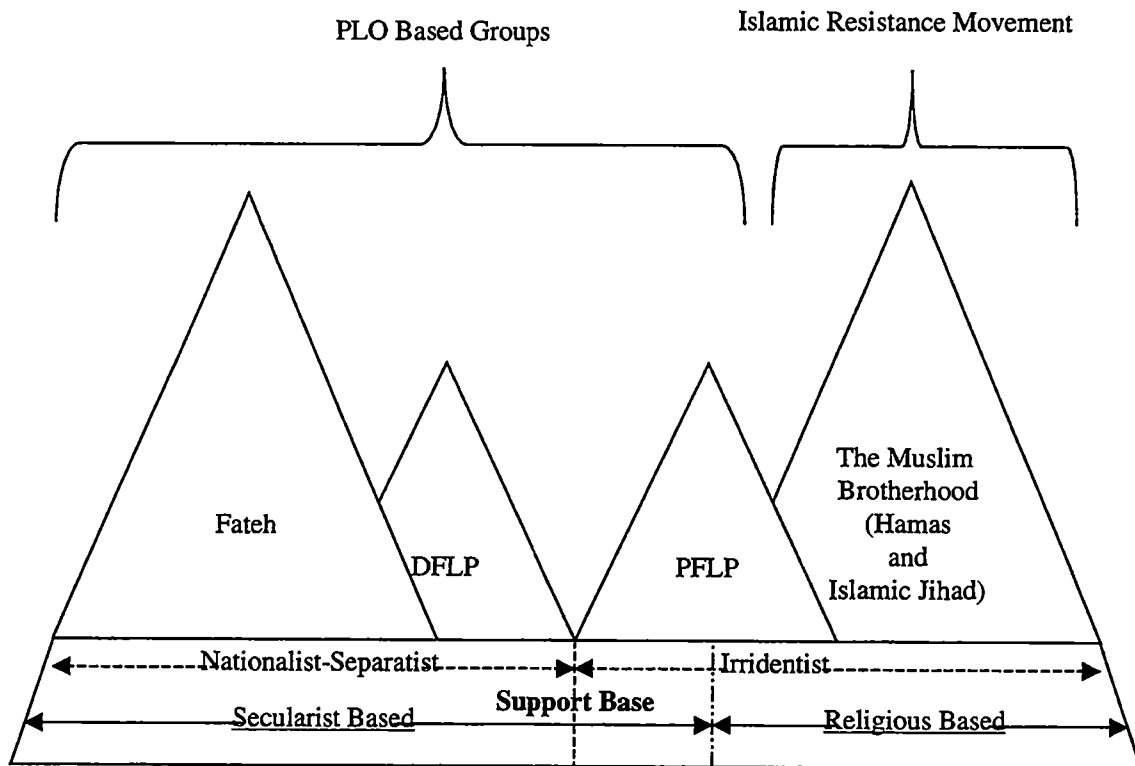 PLO Based Groups
Islamic Resistance Movement
Fateh
DFLP
PFLP
The Muslim
Brotherhood
(Hamas
and
Islamic Jihad)
Nationalist-Separatist
Irridentist
Support Base
Secularist Based
Religious Based